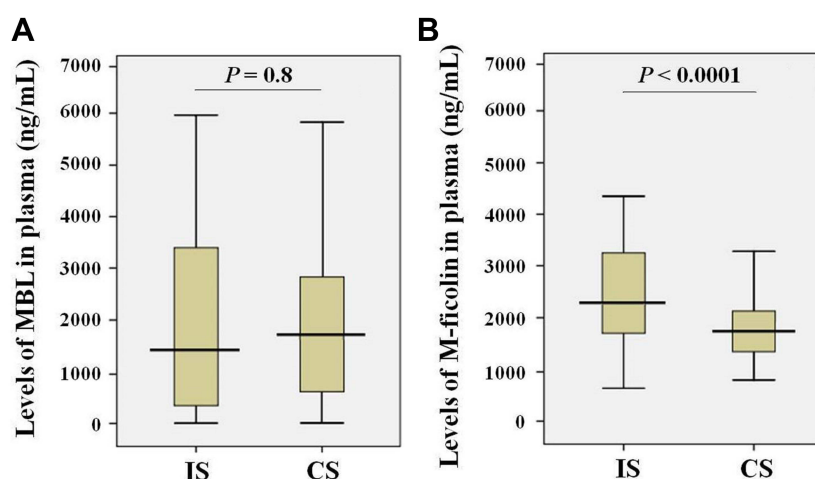 A
Levels of MBL in plasma (ng/mL)
7000
6000
5000
4000
3000
2000
1000
0
P = 0.8
IS
CS
B
Levels of M-ficolin in plasma (ng/mL)
7000
6000
5000
4000
3000
2000
1000
0
P < 0.0001
IS
CS